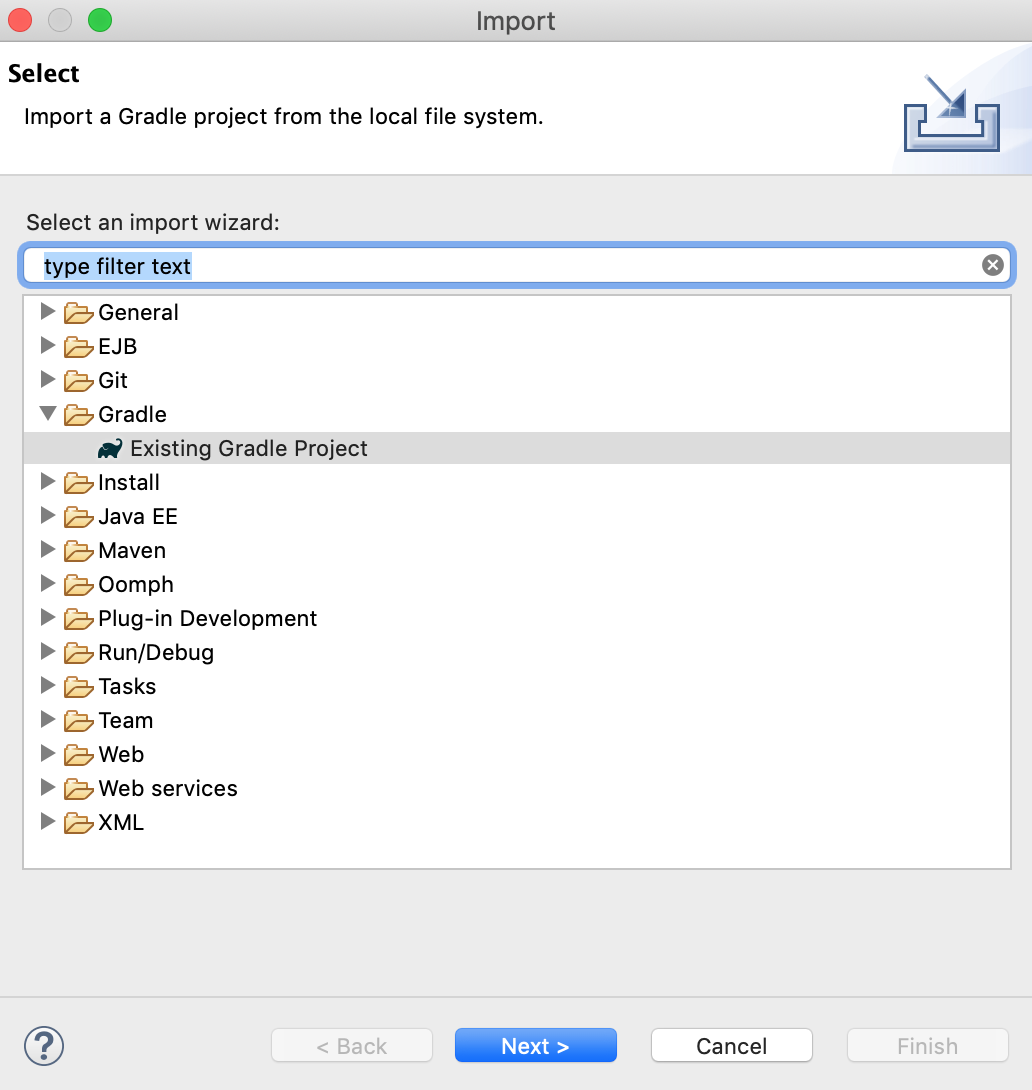 Import
Select
Import a Gradle project from the local file system.
Select an import wizard:
type filter text
General
EJB
Git
Gradle
Existing Gradle Project
Install
Java EE
Maven
Oomph
Plug-in Development
Run/Debug
Tasks
Team
Web
Web services
XML
? < Back Next > Cancel Finish